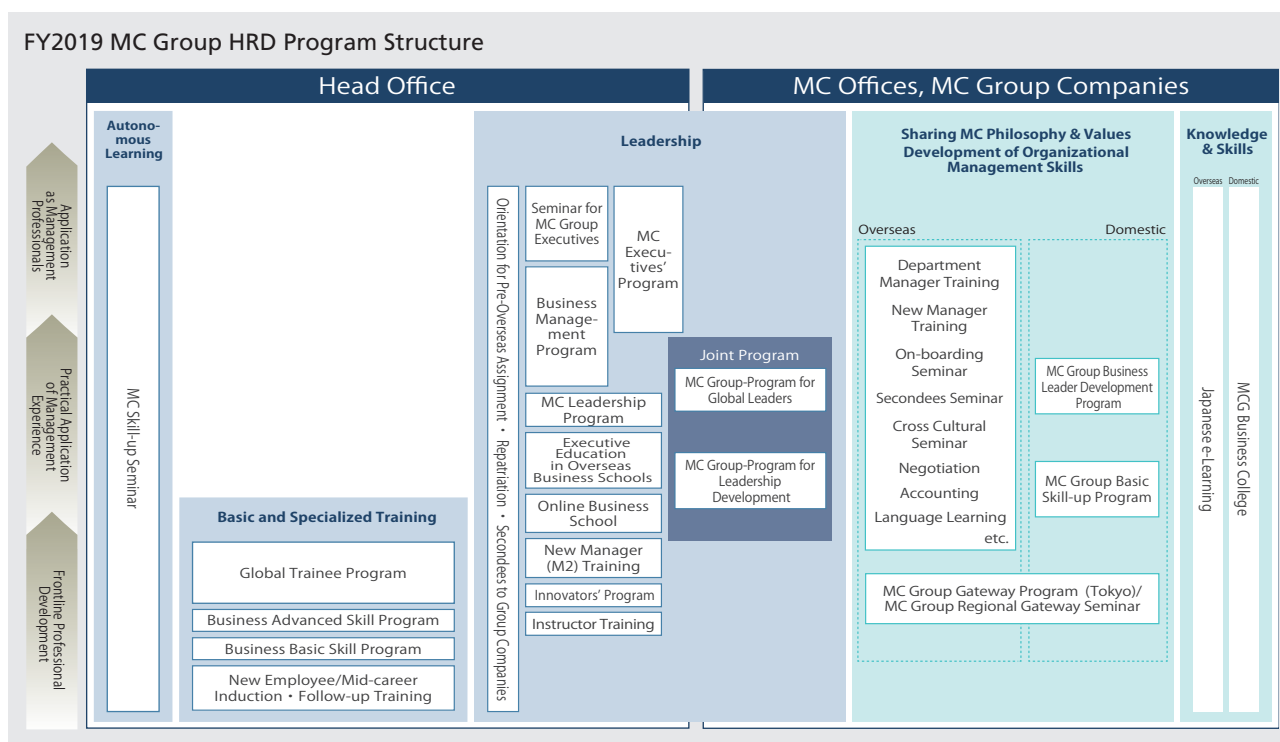 FY2019 MC Group HRD Program Structure
Head Office
MC Offices, MC Group Companies
Application
as Management
Professionals
Practical Application
of Management
Experience
Frontline Professional
Development
Autono-
mous
Learning
MC Skill-up Seminar
Basic and Specialized Training
Global Trainee Program
Business Advanced Skill Program
Business Basic Skill Program
New Employee/Mid-career
Induction・Follow-up Training
Leadership
Orientation for Pre-Overseas Assignment・Repatriation・Secondees to Group Companies
Seminar for
MC Group
Executives
MC
Execu-
tives’
Program
Business
Manage-
ment
Program
MC Leadership
Program
Executive
Education
in Overseas
Business Schools
Online Business
School
New Manager
(M2) Training
Innovators’ Program
Instructor Training
Joint Program
MC Group-Program for
Global Leaders
MC Group-Program for
Leadership
Development
Sharing MC Philosophy & Values
Development of Organizational
Management Skills
Overseas
Domestic
Department
Manager Training
New Manager
Training
On-boarding
Seminar
Secondees Seminar
Cross Cultural
Seminar
Negotiation
Accounting
Language Learning
etc.
MC Group Business
Leader Development
Program
MC Group Basic
Skill-up Program
MC Group Gateway Program (Tokyo)/
MC Group Regional Gateway Seminar
Knowledge
& Skills
Overseas
Domestic
Japanese e-Learning
MCG Business College